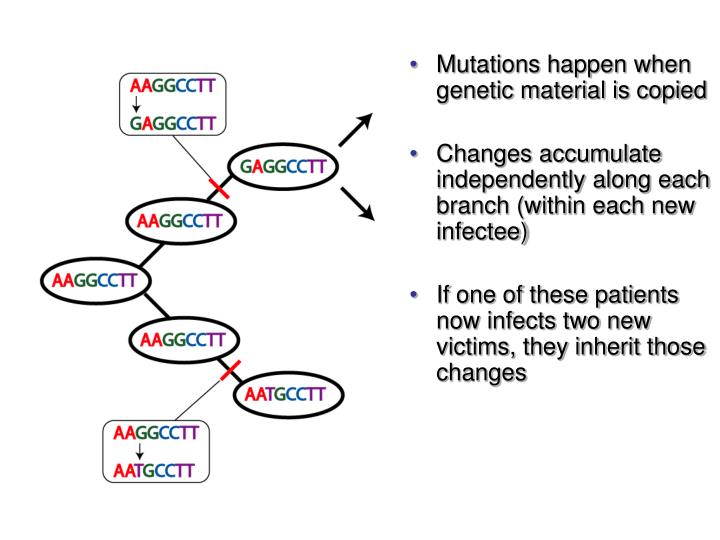 AAGGCCTT
GAGGCCTT
GAGGCCTT
AAGGCCTT
AAGGCCTT
AAGGCCTT
AATGCCTT
AAGGCCTT
AATGCCTT
• Mutations happen when
genetic material is copied
• Changes accumulate
independently along each
branch (within each new
infectee)
• If one of these patients
now infects two new
victims, they inherit those
changes